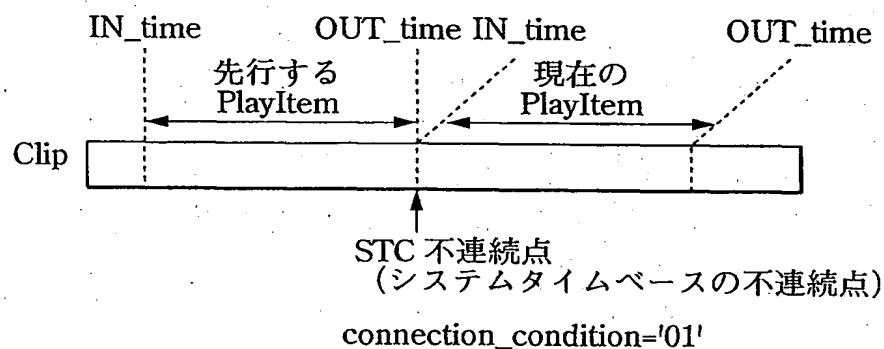 IN_time OUT_time IN_time OUT_time
先行する
PlayItem
現在の
PlayItem
Clip
STC 不連続点
(システムタイムベースの不連続点)
connection_condition='01'